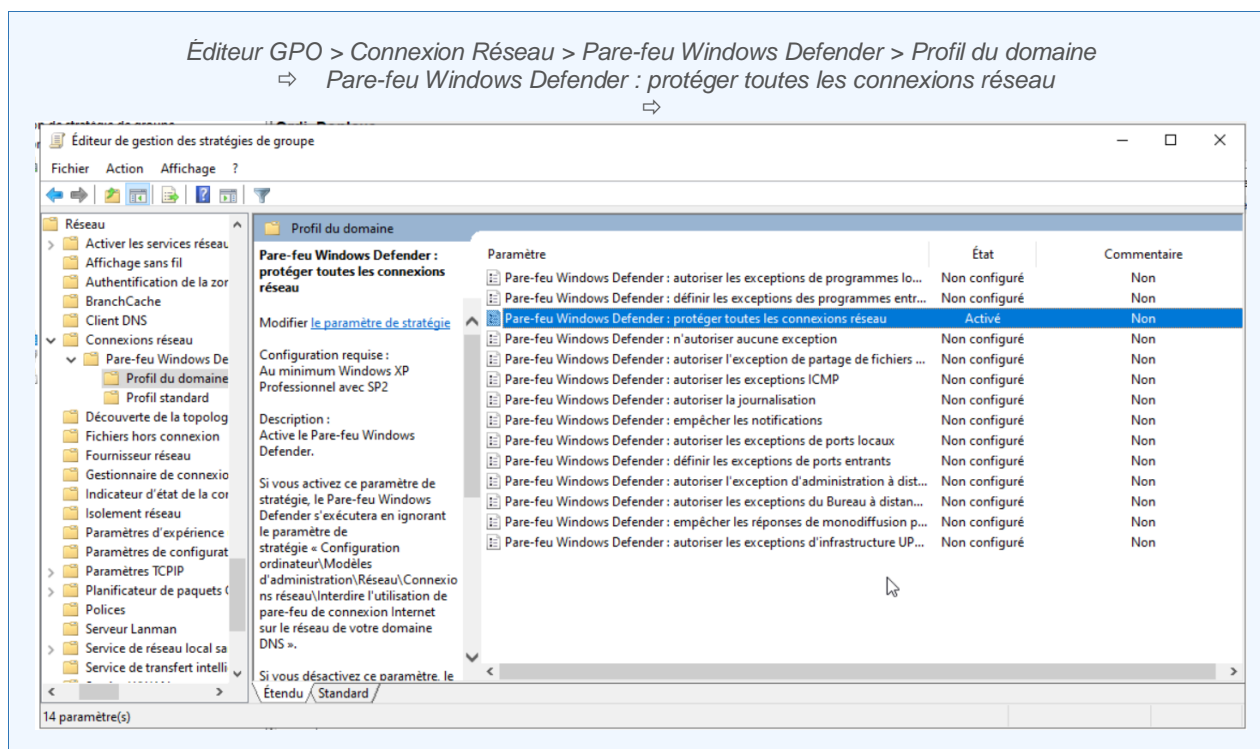 Éditeur GPO > Connexion Réseau > Pare-feu Windows Defender > Profil du domaine
⇨ Pare-feu Windows Defender : protéger toutes les connexions réseau
⇨
Éditeur de gestion des stratégies de groupe
Fichier Action Affichage ?
Réseau
Activer les services réseau
Affichage sans fil
Authentification de la zor
BranchCache
Client DNS
Connexions réseau
Pare-feu Windows De
Profil du domaine
Profil standard
Découverte de la topolog
Fichiers hors connexion
Fournisseur réseau
Gestionnaire de connexio
Indicateur d'état de la cor
Isolement réseau
Paramètres d'expérience
Paramètres de configurat
Paramètres TCPIP
Planificateur de paquets
Polices
Serveur Lanman
Service de réseau local sa
Service de transfert intelli
Profil du domaine
Pare-feu Windows Defender :
protéger toutes les connexions
réseau
Modifier le paramètre de stratégie
Configuration requise :
Au minimum Windows XP
Professionnel avec SP2
Description :
Active le Pare-feu Windows
Defender.
Si vous activez ce paramètre de
stratégie, le Pare-feu Windows
Defender s'exécutera en ignorant
le paramètre de
stratégie « Configuration
ordinateur\Modèles
d'administration\Réseau\Connexio
ns réseau\Interdire l'utilisation de
pare-feu de connexion Internet
sur le réseau de votre domaine
DNS ».
Si vous désactivez ce paramètre, le
Paramètre État Commentaire
Pare-feu Windows Defender : autoriser les exceptions de programmes lo... Non configuré Non
Pare-feu Windows Defender : définir les exceptions des programmes entr... Non configuré Non
Pare-feu Windows Defender : protéger toutes les connexions réseau Activé Non
Pare-feu Windows Defender : n'autoriser aucune exception Non configuré Non
Pare-feu Windows Defender : autoriser l'exception de partage de fichiers ... Non configuré Non
Pare-feu Windows Defender : autoriser les exceptions ICMP Non configuré Non
Pare-feu Windows Defender : autoriser la journalisation Non configuré Non
Pare-feu Windows Defender : empêcher les notifications Non configuré Non
Pare-feu Windows Defender : autoriser les exceptions de ports locaux Non configuré Non
Pare-feu Windows Defender : définir les exceptions de ports entrants Non configuré Non
Pare-feu Windows Defender : autoriser l'exception d'administration à dist... Non configuré Non
Pare-feu Windows Defender : autoriser les exceptions du Bureau à distan... Non configuré Non
Pare-feu Windows Defender : empêcher les réponses de monodiffusion p... Non configuré Non
Pare-feu Windows Defender : autoriser les exceptions d'infrastructure UP... Non configuré Non
Étendu Standard
14 paramètre(s)